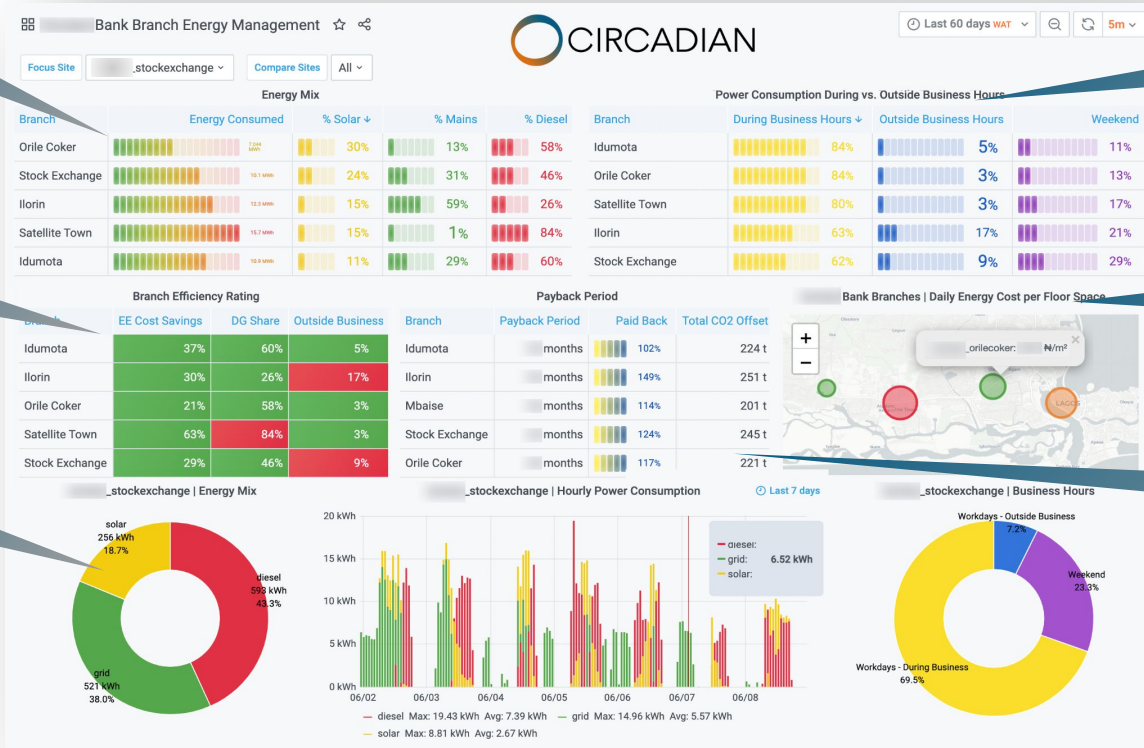 Bank Branch Energy Management
CIRCADIAN
Last 60 days WAT
5m
Focus Site
_stockexchange
Compare Sites
All
Energy Mix
Branch Energy Consumed % Solar ↓ % Mains % Diesel
Orile Coker 30% 13% 58%
Stock Exchange 10.1 MWh 24% 31% 46%
Ilorin 15% 59% 26%
Satellite Town 15.7 MWh 15% 1% 84%
Idumota 11% 29% 60%
Power Consumption During vs. Outside Business Hours
Branch During Business Hours ↓ Outside Business Hours Weekend
Idumota 84% 5% 11%
Orile Coker 84% 3% 13%
Satellite Town 80% 3% 17%
Ilorin 63% 17% 21%
Stock Exchange 62% 9% 29%
Branch Efficiency Rating
EE Cost Savings DG Share Outside Business
Idumota 37% 60% 5%
Ilorin 30% 26% 17%
Orile Coker 21% 58% 3%
Satellite Town 63% 84% 3%
Stock Exchange 29% 46% 9%
Payback Period
Branch Payback Period Paid Back Total CO2 Offset
Idumota months 102% 224 t
Ilorin months 149% 251 t
Mbaise months 114% 201 t
Stock Exchange months 124% 245 t
Orile Coker months 117% 221 t
Bank Branches | Daily Energy Cost per Floor Space
+
−
_orilecoker: ₦/m²
LAGOS
_stockexchange | Energy Mix
solar
256 kWh
18.7%
diesel
593 kWh
43.3%
grid
521 kWh
38.0%
_stockexchange | Hourly Power Consumption
Last 7 days
20 kWh
15 kWh
10 kWh
5 kWh
0 kWh
06/02 06/03 06/04 06/05 06/06 06/07 06/08
diesel:
grid: 6.52 kWh
solar:
diesel Max: 19.43 kWh Avg: 7.39 kWh grid Max: 14.96 kWh Avg: 5.57 kWh
solar Max: 8.81 kWh Avg: 2.67 kWh
_stockexchange | Business Hours
Workdays - Outside Business
7.2%
Weekend
23.3%
Workdays - During Business
69.5%